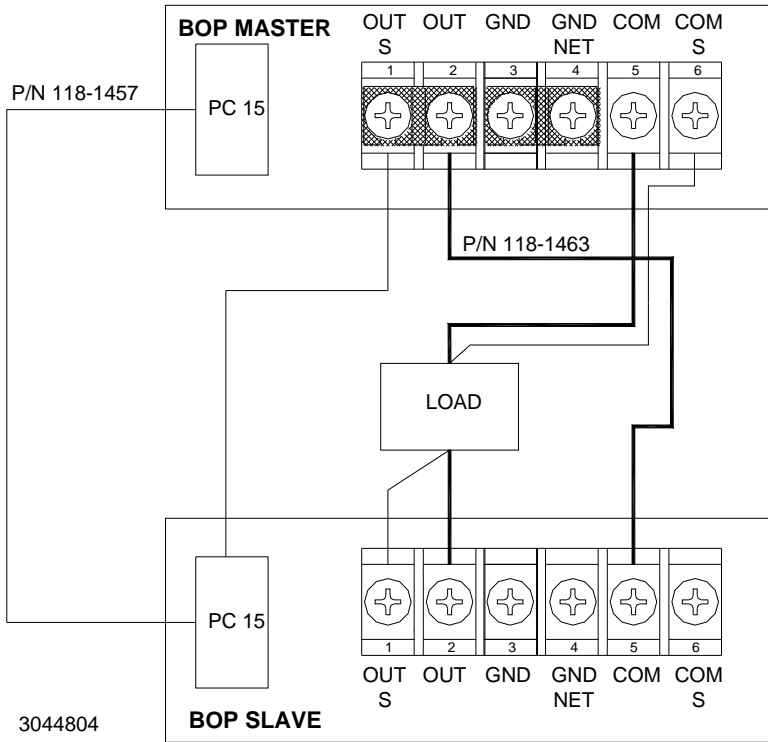 BOP MASTER
OUT S
OUT
GND
GND NET
COM
COM S
1 2 3 4 5 6
P/N 118-1457
PC 15
P/N 118-1463
LOAD
PC 15
1 2 3 4 5 6
OUT S
OUT
GND
GND NET
COM
COM S
BOP SLAVE
3044804